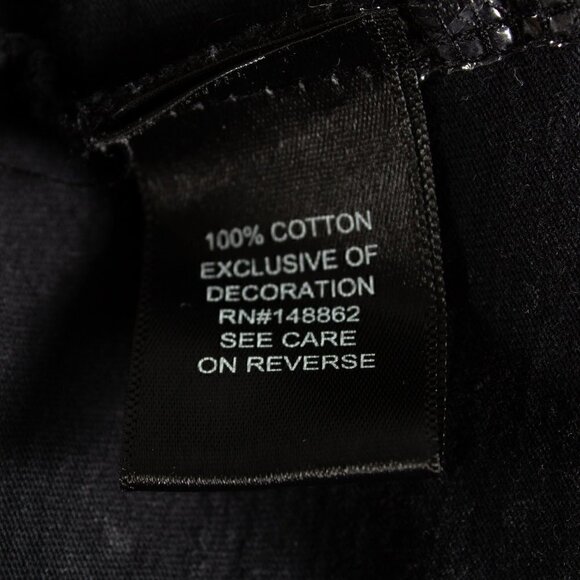 100% COTTON
EXCLUSIVE OF
DECORATION
RN#148862
SEE CARE
ON REVERSE